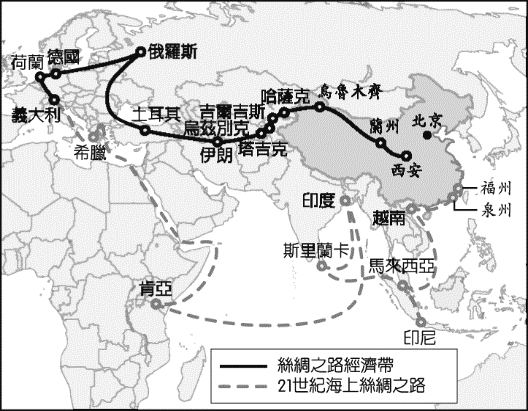 俄羅斯
荷蘭
德國
義大利
希臘
土耳其
哈薩克
吉爾吉斯
烏茲別克
塔吉克
伊朗
烏魯木齊
蘭州
北京
西安
福州
泉州
印度
越南
斯里蘭卡
馬來西亞
肯亞
印尼
絲綢之路經濟帶
21世紀海上絲綢之路